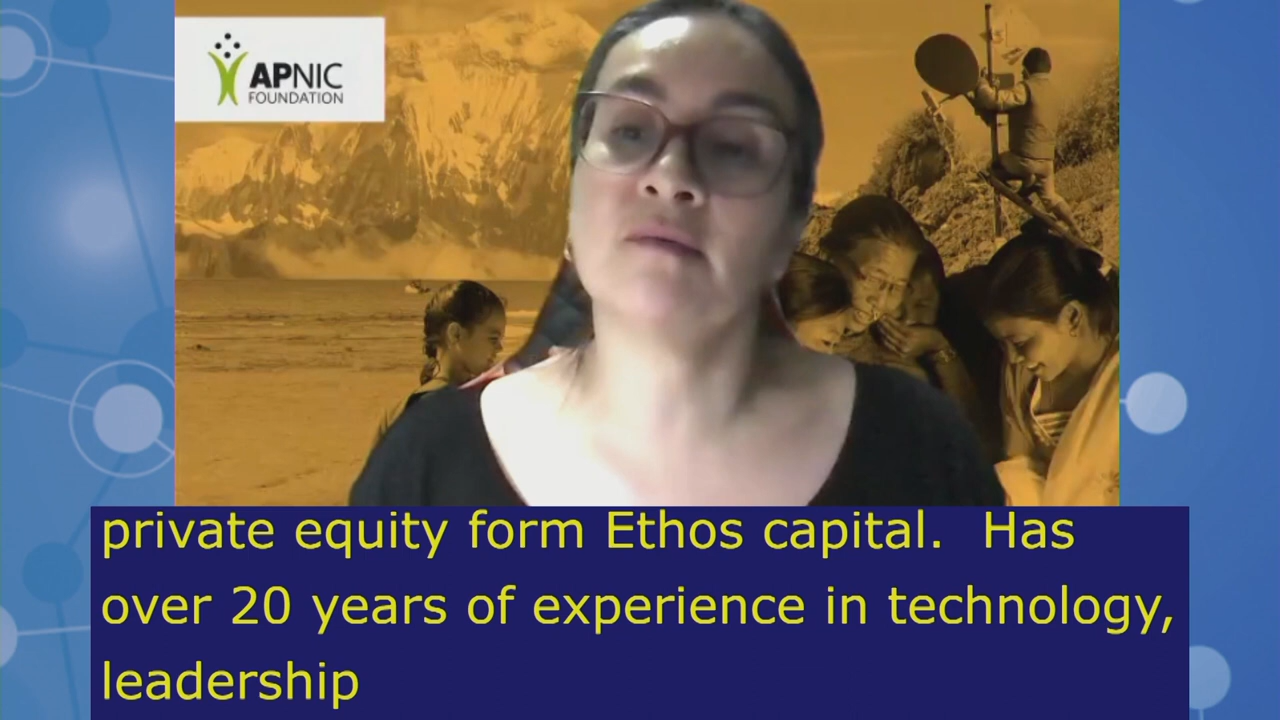 APNIC
FOUNDATION
private equity form Ethos capital.  Has
over 20 years of experience in technology,
leadership